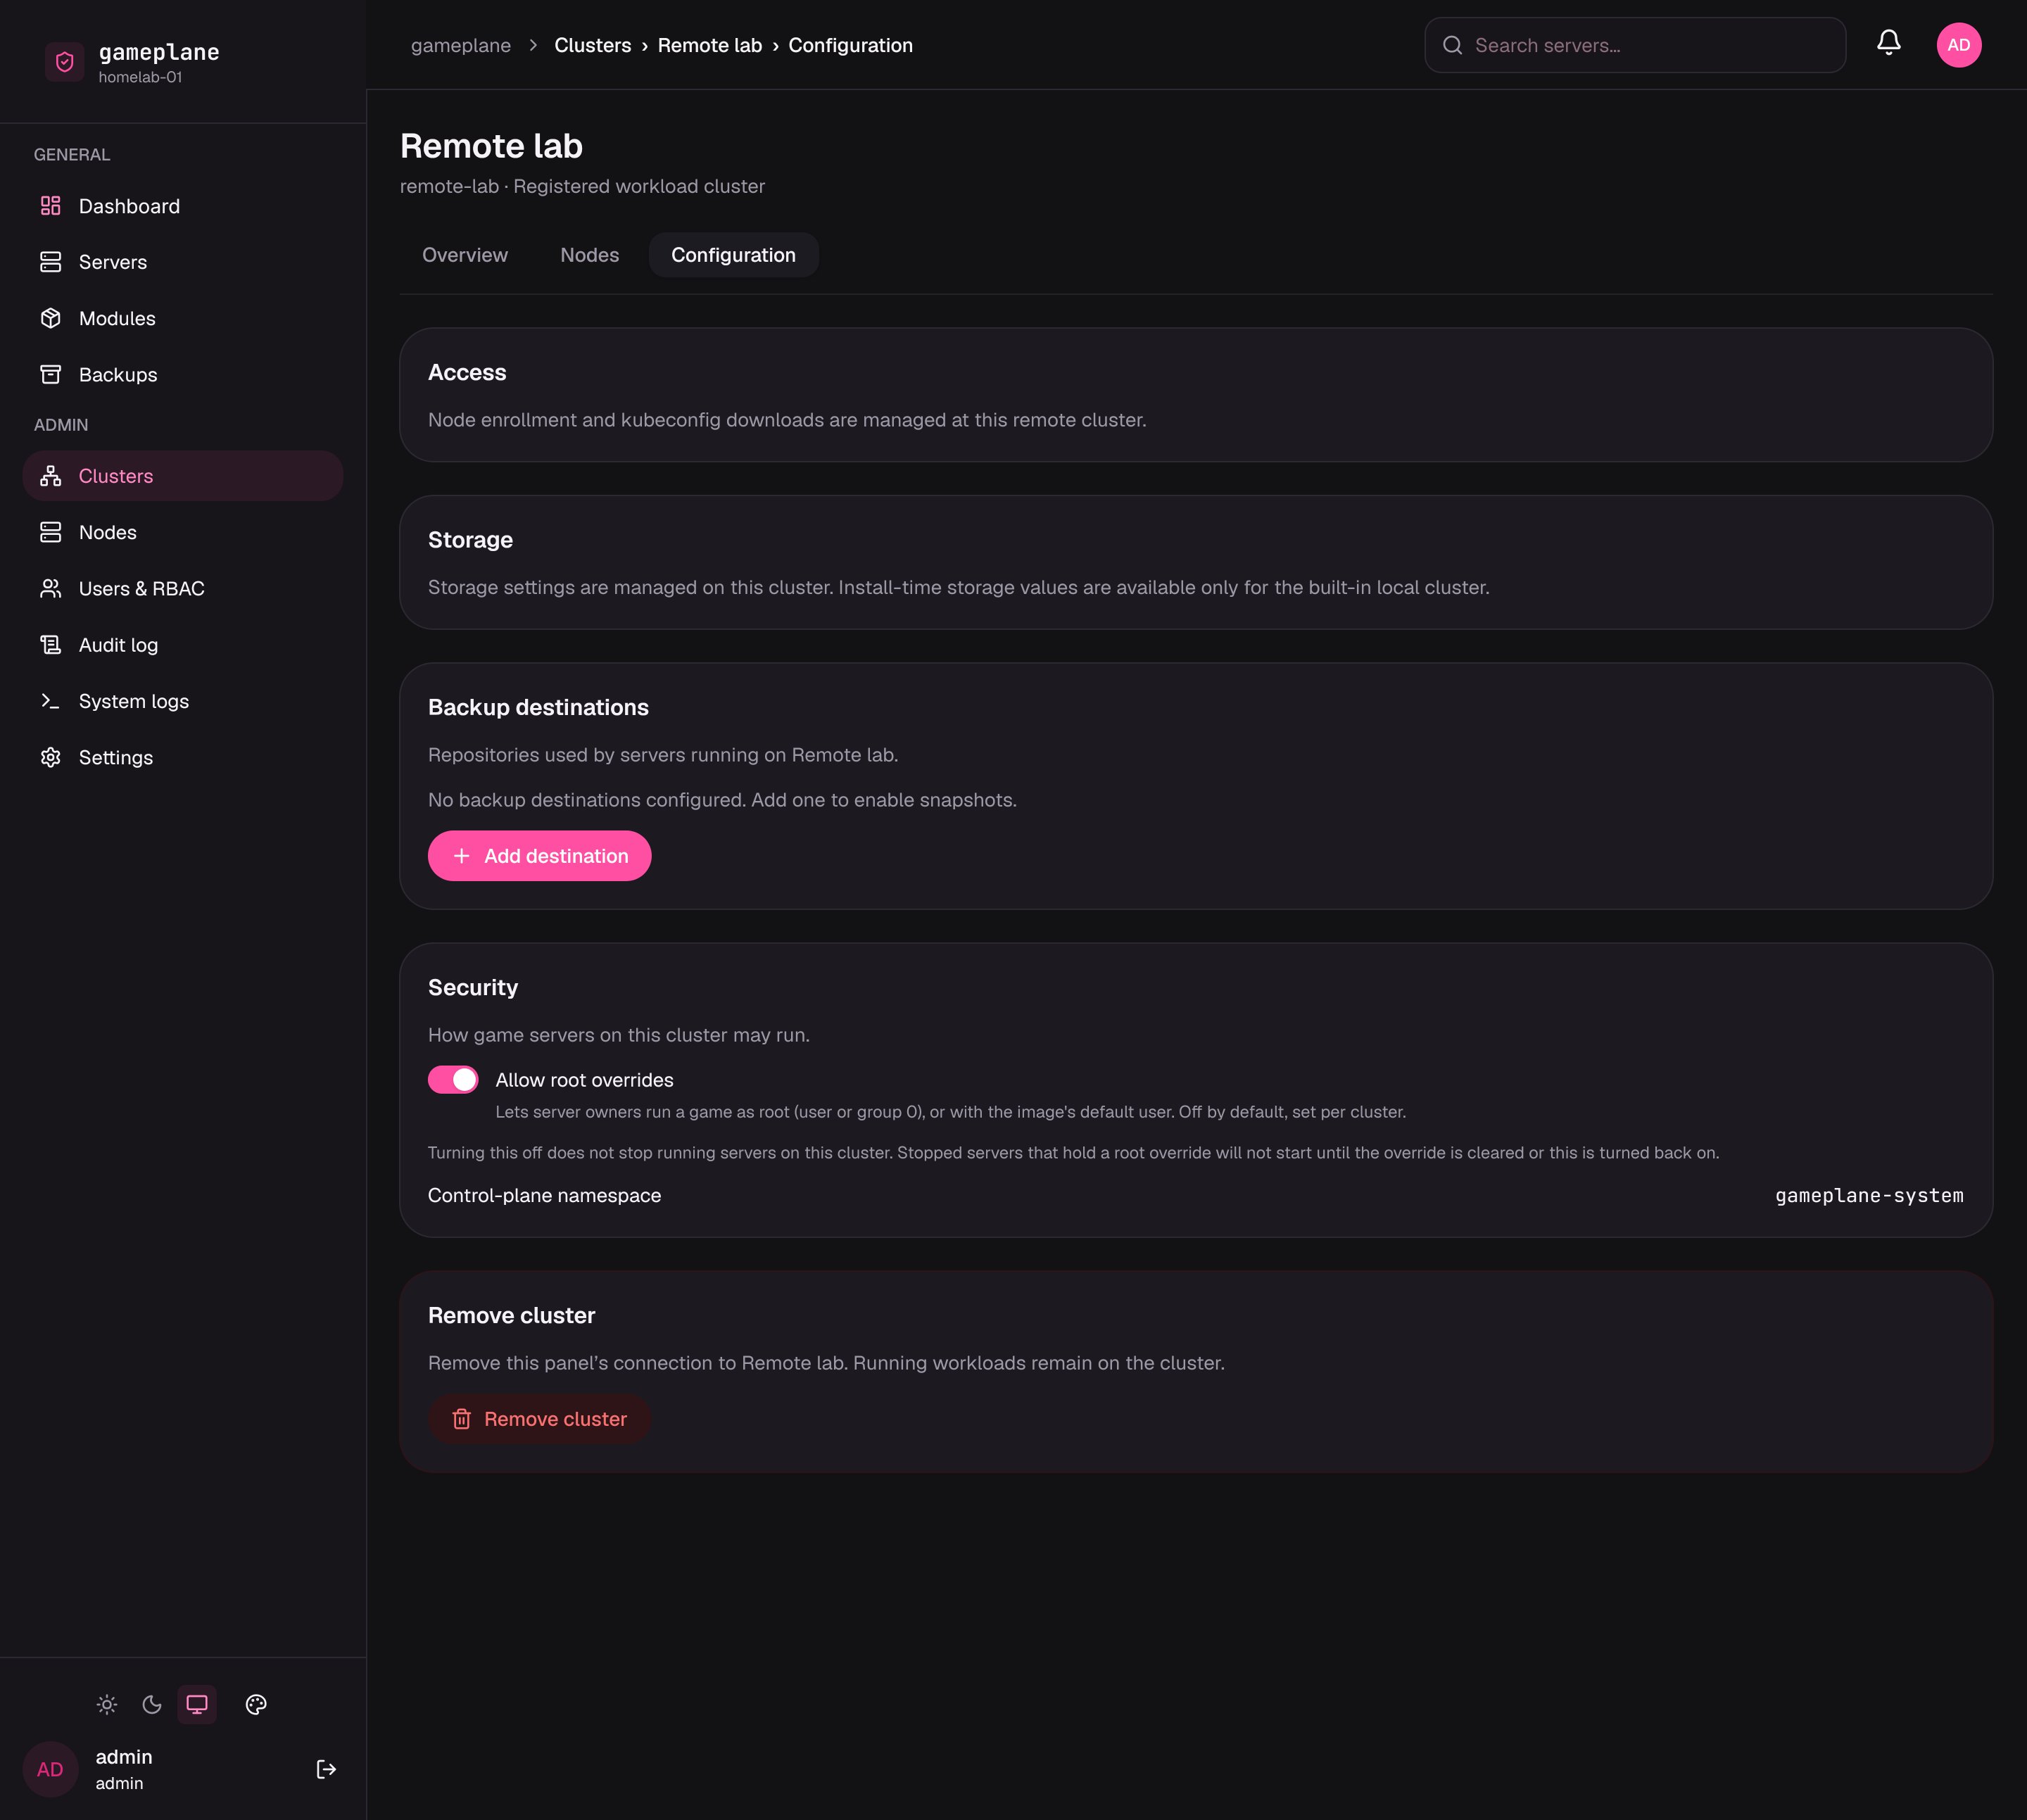 gameplane
homelab-01
GENERAL
Dashboard
Servers
Modules
Backups
ADMIN
Clusters
Nodes
Users & RBAC
Audit log
System logs
Settings
AD
admin
admin
gameplane › Clusters › Remote lab › Configuration
Search servers...
AD
Remote lab
remote-lab · Registered workload cluster
Overview
Nodes
Configuration
Access
Node enrollment and kubeconfig downloads are managed at this remote cluster.
Storage
Storage settings are managed on this cluster. Install-time storage values are available only for the built-in local cluster.
Backup destinations
Repositories used by servers running on Remote lab.
No backup destinations configured. Add one to enable snapshots.
Add destination
Security
How game servers on this cluster may run.
Allow root overrides
Lets server owners run a game as root (user or group 0), or with the image's default user. Off by default, set per cluster.
Turning this off does not stop running servers on this cluster. Stopped servers that hold a root override will not start until the override is cleared or this is turned back on.
Control-plane namespace gameplane-system
Remove cluster
Remove this panel’s connection to Remote lab. Running workloads remain on the cluster.
Remove cluster